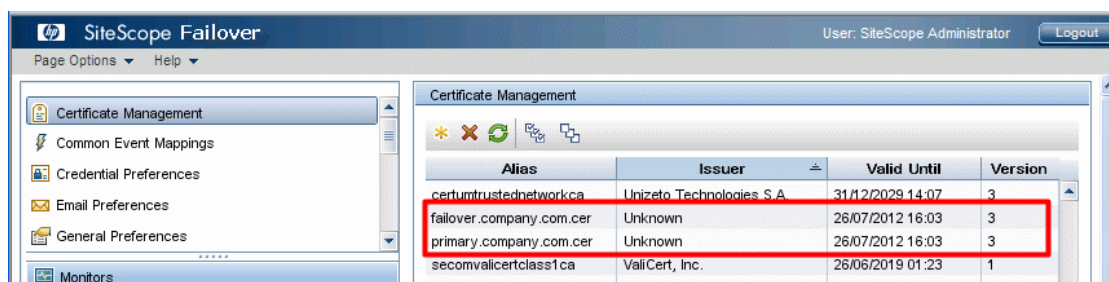 hp SiteScope Failover User: SiteScope Administrator Logout
Page Options Help
Certificate Management
Common Event Mappings
Credential Preferences
Email Preferences
General Preferences
Monitors
Certificate Management
Alias Issuer Valid Until Version
certumtrustednetworkca Unizeto Technologies S.A. 31/12/2029 14:07 3
failover.company.com.cer Unknown 26/07/2012 16:03 3
primary.company.com.cer Unknown 26/07/2012 16:03 3
secomvalicertclass1ca ValiCert, Inc. 26/06/2019 01:23 1